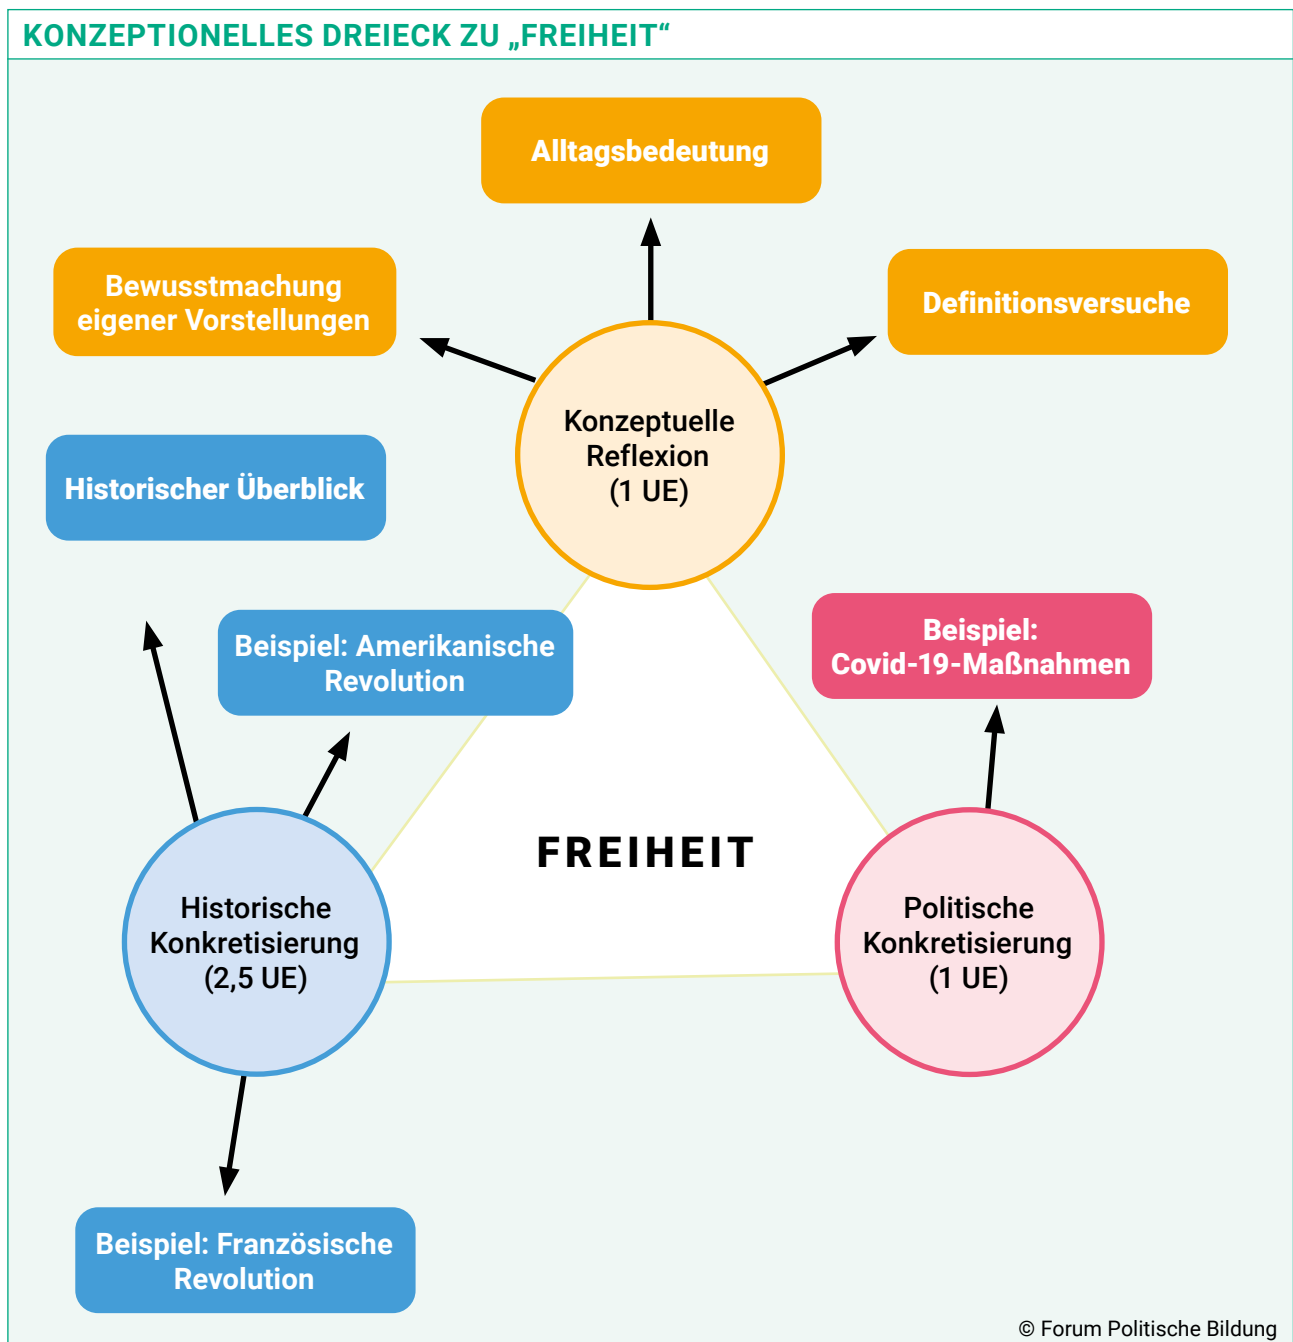 KONZEPTIONELLES DREIECK ZU „FREIHEIT“
Alltagsbedeutung
Bewusstmachung
eigener Vorstellungen
Definitionsversuche
Konzeptuelle
Reflexion
(1 UE)
Historischer Überblick
Beispiel: Amerikanische
Revolution
Beispiel:
Covid-19-Maßnahmen
FREIHEIT
Historische
Konkretisierung
(2,5 UE)
Politische
Konkretisierung
(1 UE)
Beispiel: Französische
Revolution
© Forum Politische Bildung